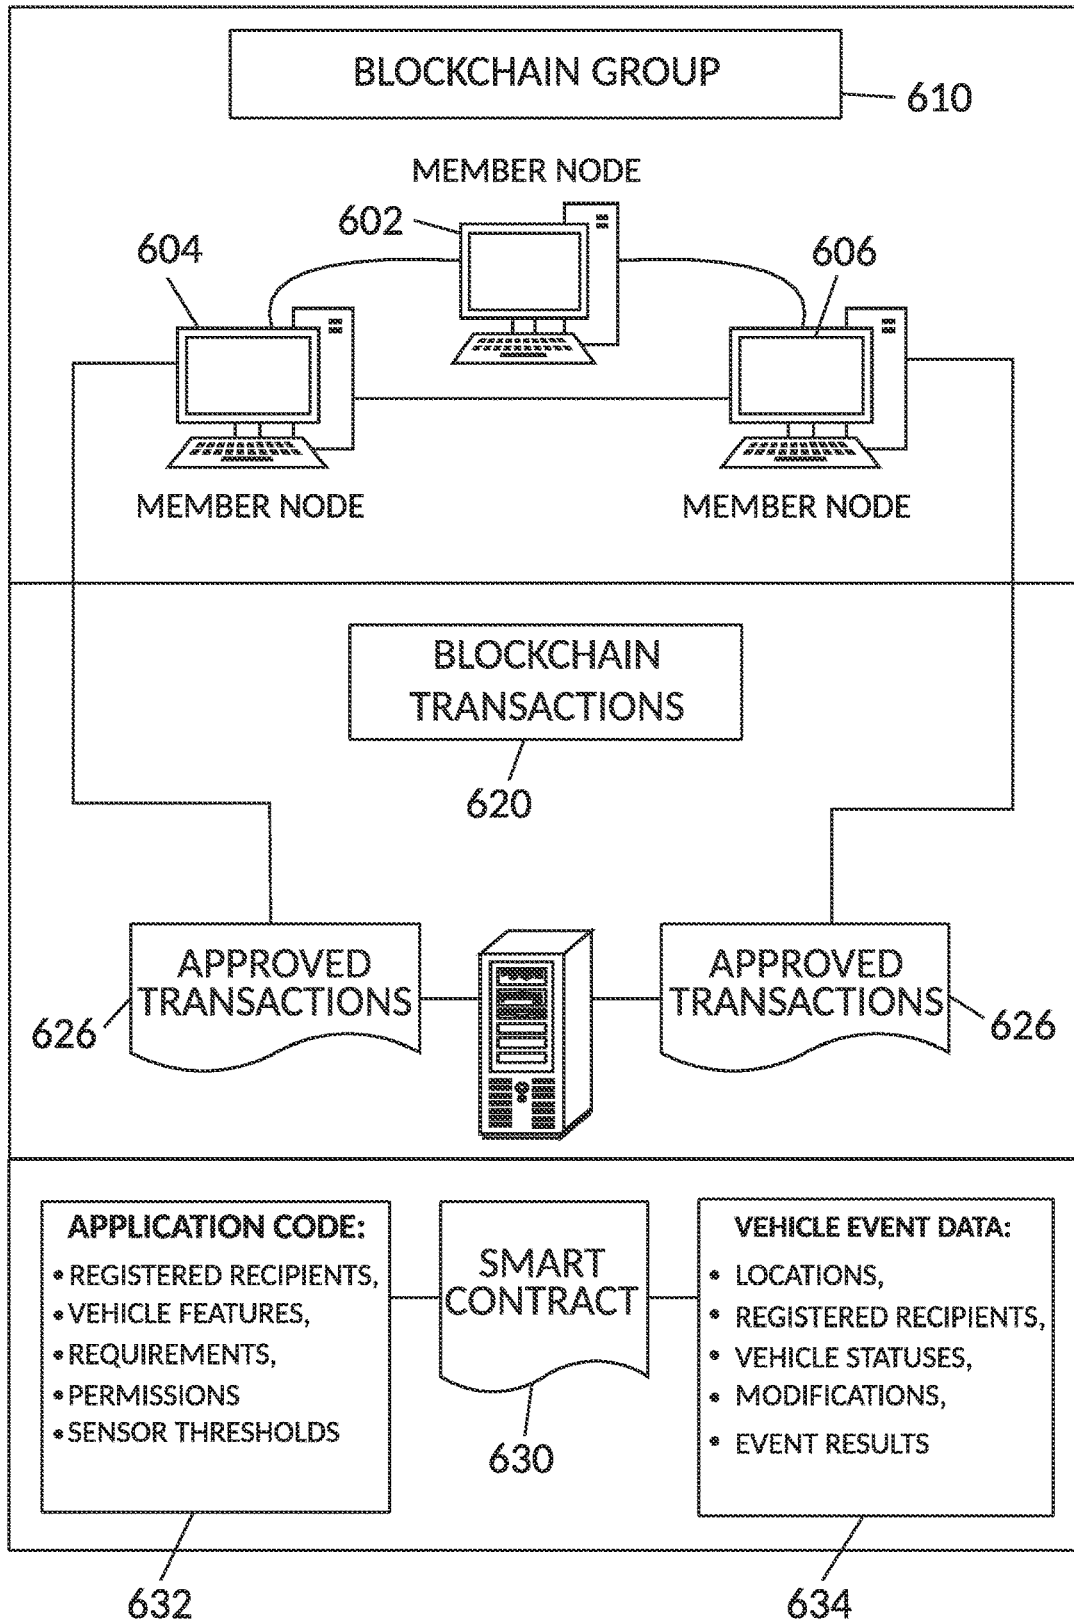 BLOCKCHAIN GROUP
610
MEMBER NODE
602
604
606
MEMBER NODE
MEMBER NODE
BLOCKCHAIN
TRANSACTIONS
620
APPROVED
TRANSACTIONS
626
APPROVED
TRANSACTIONS
626
APPLICATION CODE:
• REGISTERED RECIPIENTS,
• VEHICLE FEATURES,
• REQUIREMENTS,
• PERMISSIONS
• SENSOR THRESHOLDS
632
SMART
CONTRACT
630
VEHICLE EVENT DATA:
• LOCATIONS,
• REGISTERED RECIPIENTS,
• VEHICLE STATUSES,
• MODIFICATIONS,
• EVENT RESULTS
634